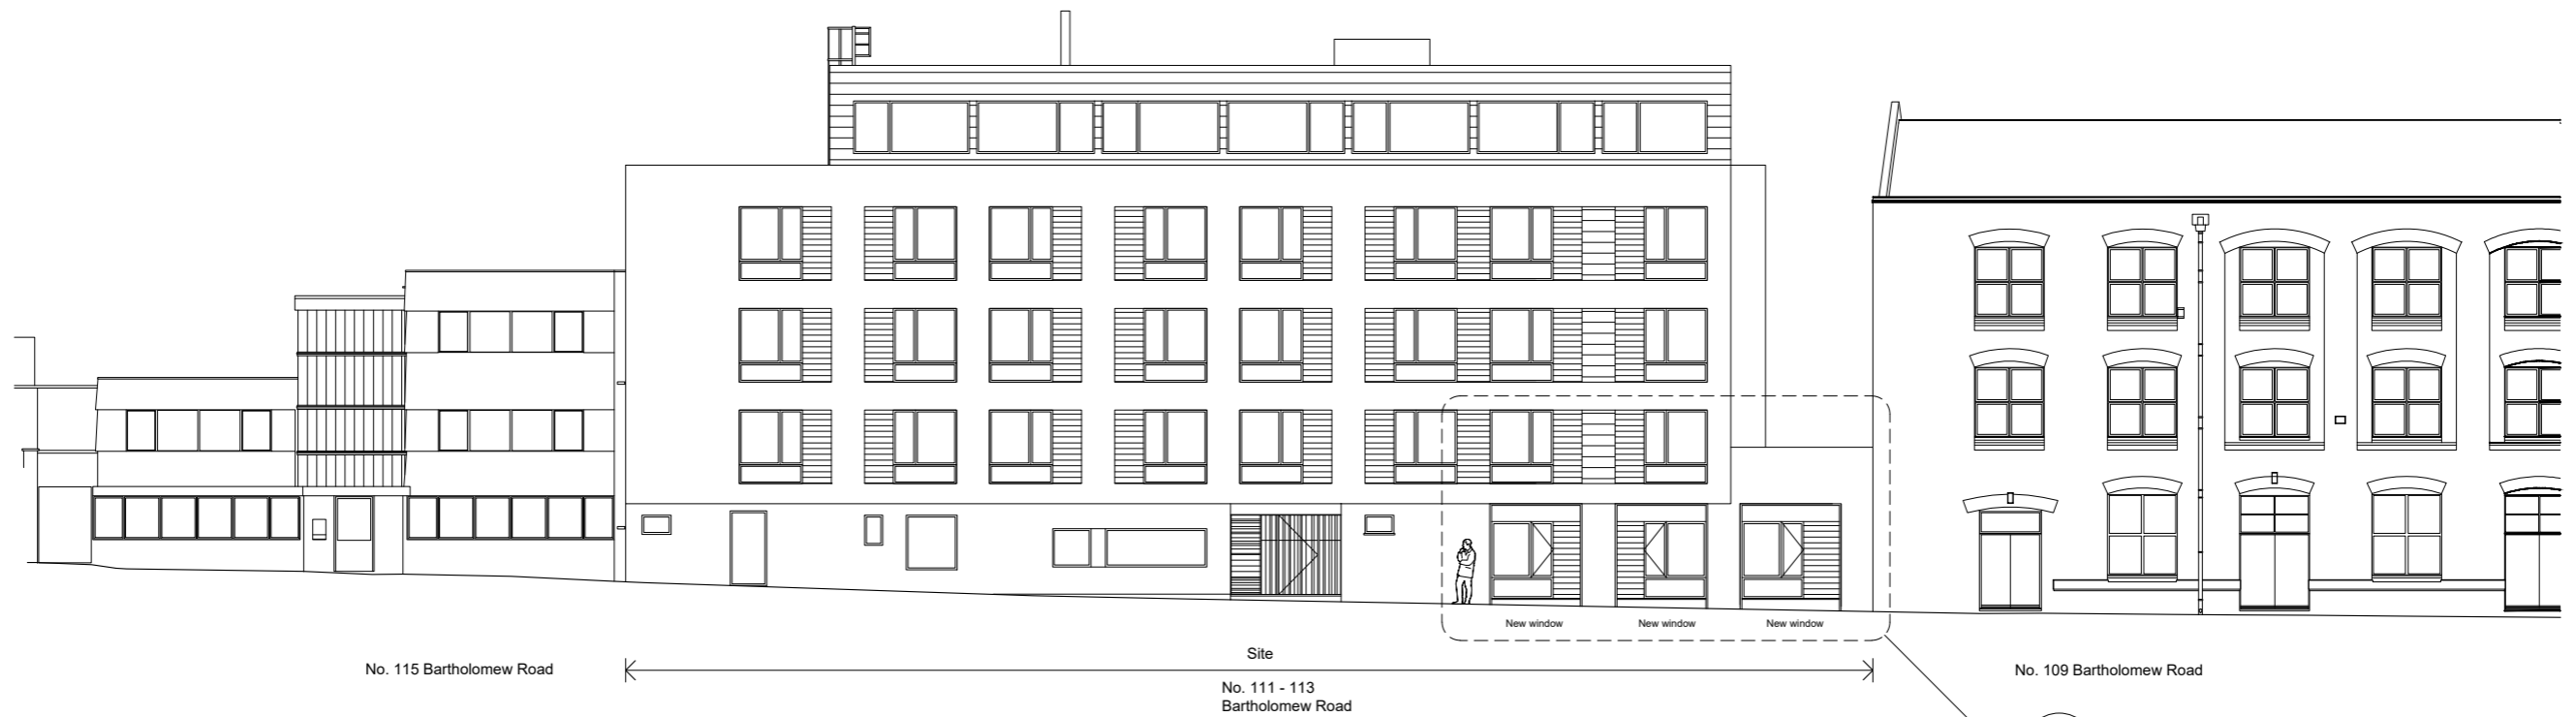 New window
New window
New window
Site
No. 115 Bartholomew Road
No. 109 Bartholomew Road
No. 111 - 113
Bartholomew Road